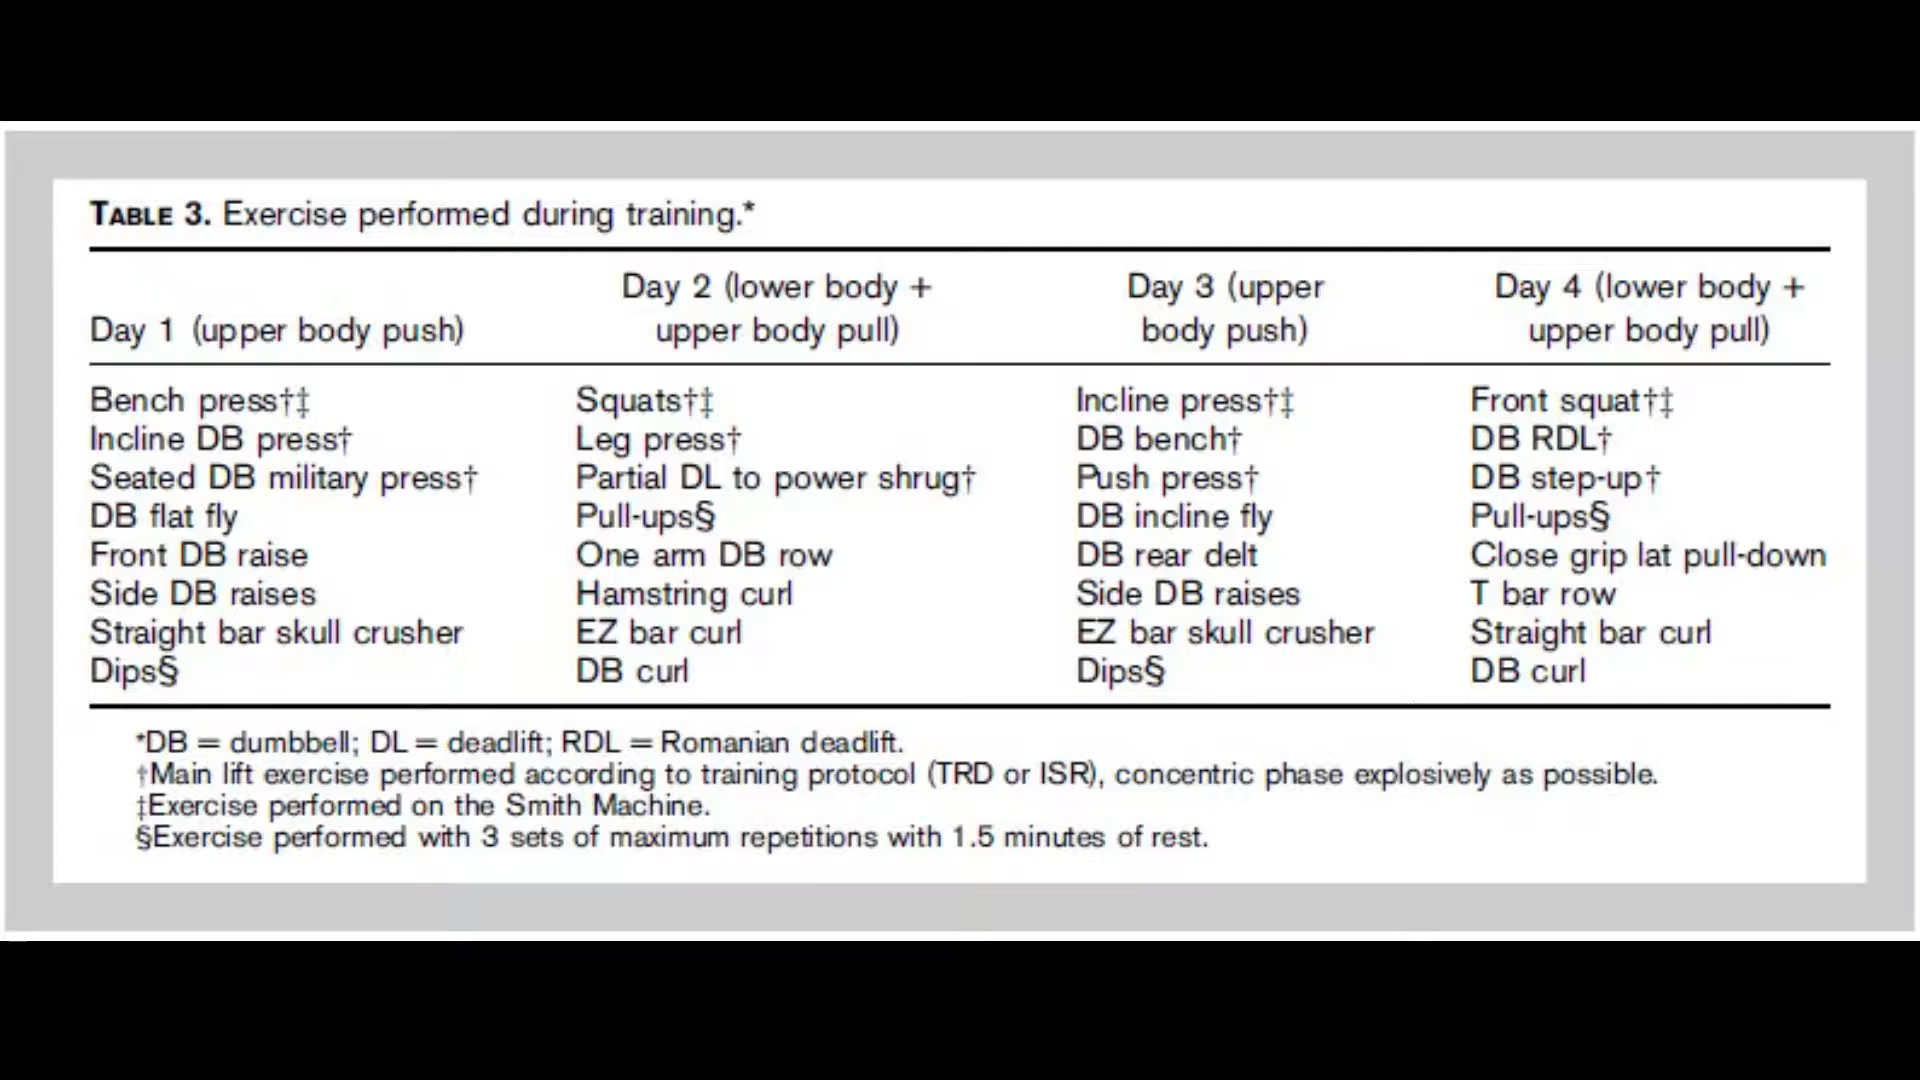 TABLE 3. Exercise performed during training.*
Day 1 (upper body push)
Day 2 (lower body +
upper body pull)
Day 3 (upper
body push)
Day 4 (lower body +
upper body pull)
Bench press†‡ Squats†‡ Incline press†‡ Front squat†‡
Incline DB press† Leg press† DB bench† DB RDL†
Seated DB military press† Partial DL to power shrug† Push press† DB step-up†
DB flat fly Pull-ups§ DB incline fly Pull-ups§
Front DB raise One arm DB row DB rear delt Close grip lat pull-down
Side DB raises Hamstring curl Side DB raises T bar row
Straight bar skull crusher EZ bar curl EZ bar skull crusher Straight bar curl
Dips§ DB curl Dips§ DB curl
*DB = dumbbell; DL = deadlift; RDL = Romanian deadlift.
†Main lift exercise performed according to training protocol (TRD or ISR), concentric phase explosively as possible.
‡Exercise performed on the Smith Machine.
§Exercise performed with 3 sets of maximum repetitions with 1.5 minutes of rest.